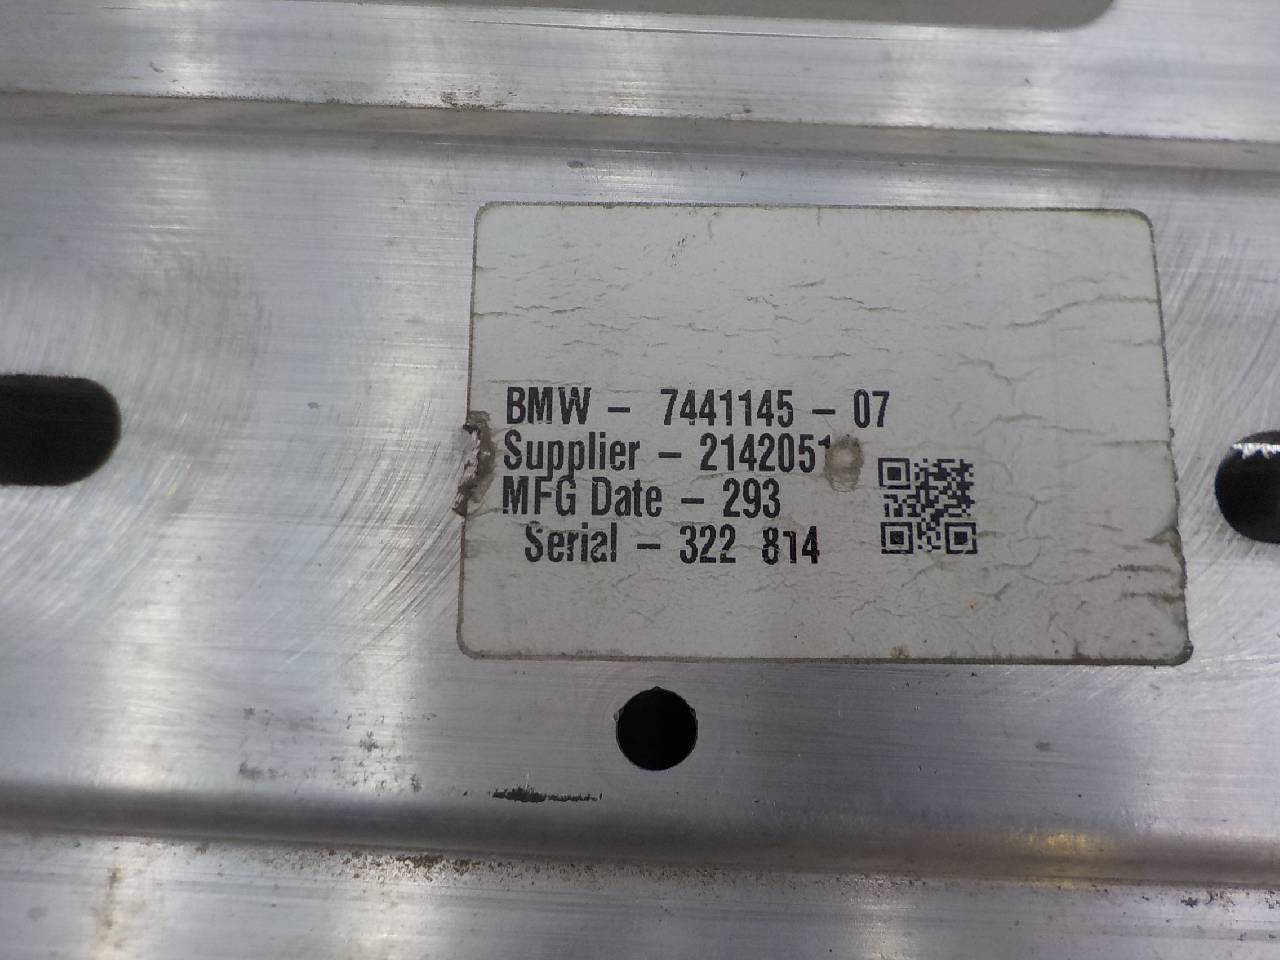 BMW - 7441145 - 07
Supplier - 2142051
MFG Date - 293
Serial - 322 814